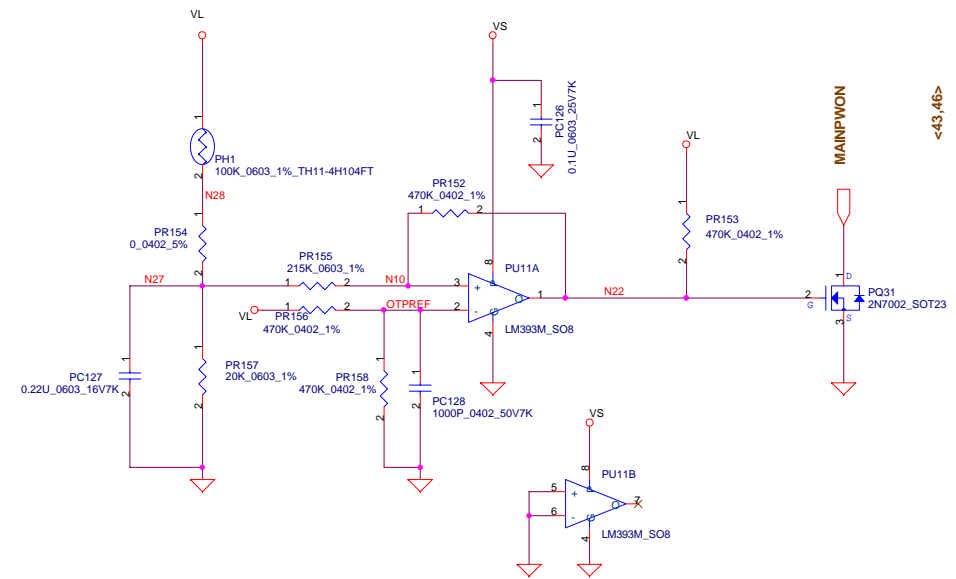 VL
VS
1
2
PH1
100K_0603_1%_TH11-4H104FT
N28
1
2
PC126
0.1U_0603_25V7K
MAINPWON
<43,46>
VL
PR152
470K_0402_1%
1
2
1
PR153
470K_0402_1%
2
1
PR154
0_0402_5%
2
N27
PR155
215K_0603_1%
1
2
N10
3
+
8
P
PU11A
O
1
N22
1
D
2
G
PQ31
2N7002_SOT23
S
3
VL
1
2
PR156
470K_0402_1%
OTPREF
2
-
G
4
LM393M_SO8
1
PC127
0.22U_0603_16V7K
2
1
PR157
20K_0603_1%
2
1
PR158
470K_0402_1%
2
1
PC128
1000P_0402_50V7K
2
VS
8
PU11B
5
+
P
6
-
O
7
G
4
LM393M_SO8